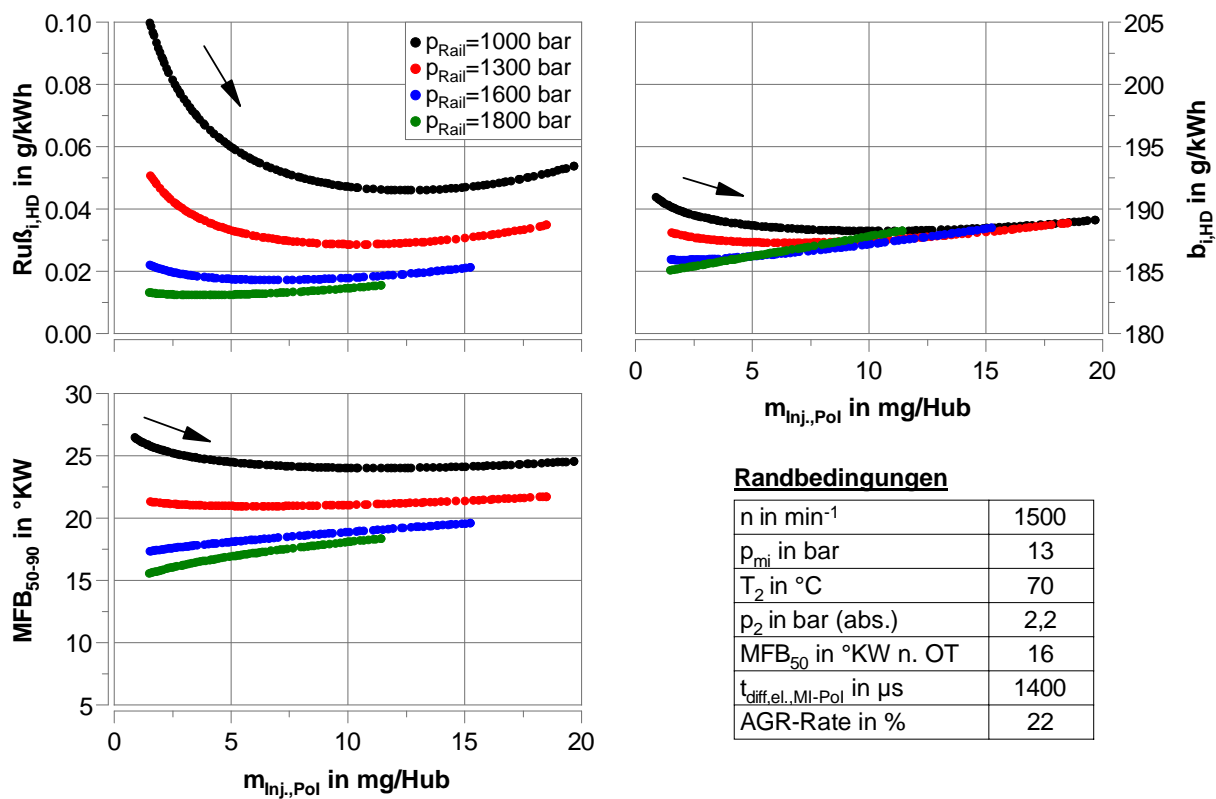 Ruß_i,HD in g/kWh
0.10
0.08
0.06
0.04
0.02
0.00
p_Rail=1000 bar
p_Rail=1300 bar
p_Rail=1600 bar
p_Rail=1800 bar
205
200
195
190
185
180
b_i,HD in g/kWh
0 5 10 15 20
m_Inj.,PoI in mg/Hub
MFB_50-90 in °KW
30
25
20
15
10
5
0 5 10 15 20
m_Inj.,PoI in mg/Hub
Randbedingungen
n in min⁻¹ 1500
p_mi in bar 13
T_2 in °C 70
p_2 in bar (abs.) 2,2
MFB_50 in °KW n. OT 16
t_diff,el.,MI-PoI in µs 1400
AGR-Rate in % 22